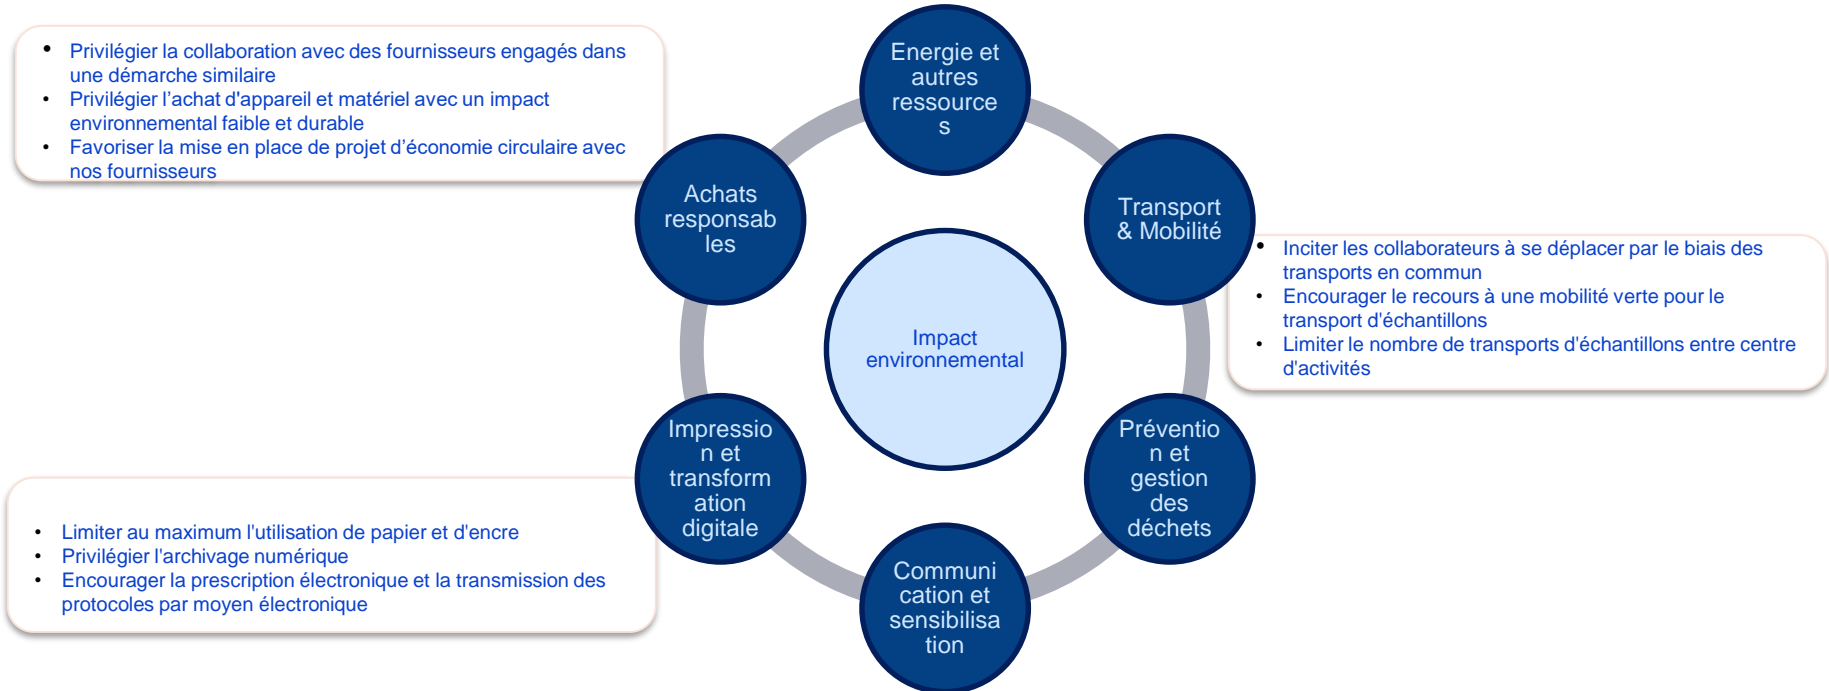 • Privilégier la collaboration avec des fournisseurs engagés dans
une démarche similaire
• Privilégier l’achat d'appareil et matériel avec un impact
environnemental faible et durable
• Favoriser la mise en place de projet d’économie circulaire avec
nos fournisseurs
Energie et
autres
ressource
s
Achats
responsab
les
Transport
& Mobilité
• Inciter les collaborateurs à se déplacer par le biais des
transports en commun
• Encourager le recours à une mobilité verte pour le
transport d'échantillons
• Limiter le nombre de transports d'échantillons entre centre
d'activités
Impact
environnemental
Impressio
n et
transform
ation
digitale
Préventio
n et
gestion
des
déchets
• Limiter au maximum l'utilisation de papier et d'encre
• Privilégier l'archivage numérique
• Encourager la prescription électronique et la transmission des
protocoles par moyen électronique
Communi
cation et
sensibilisa
tion